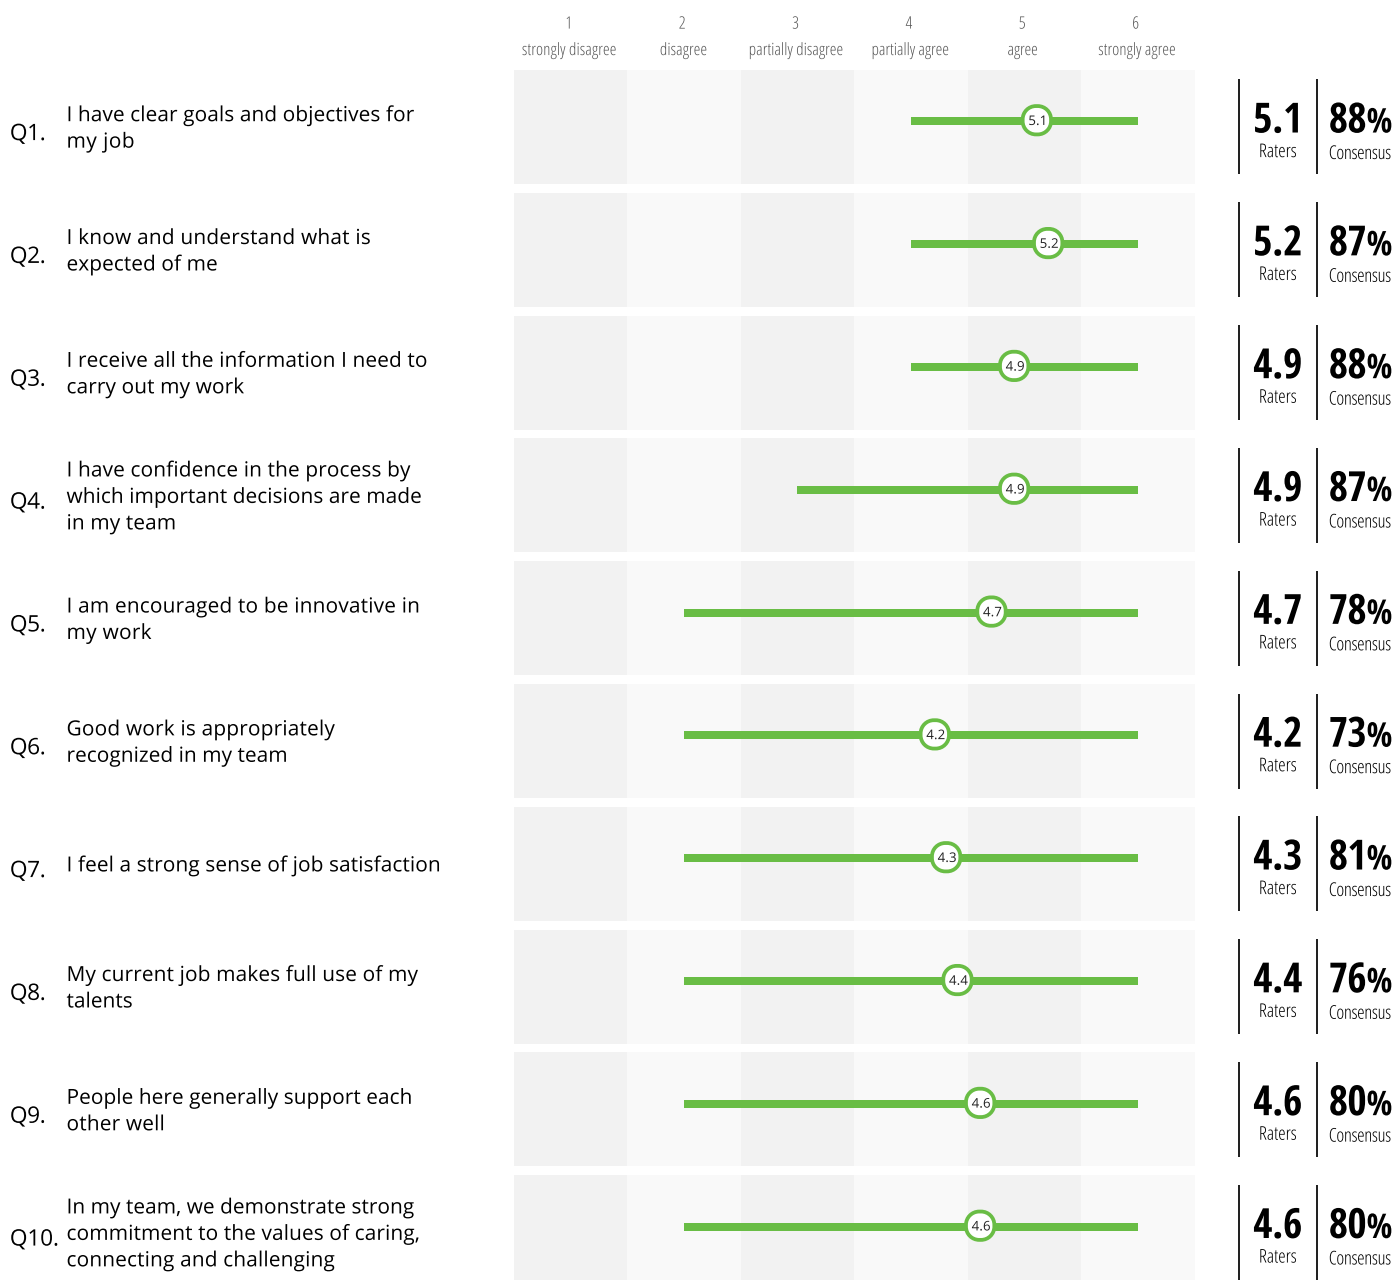 1 2 3 4 5 6
strongly disagree disagree partially disagree partially agree agree strongly agree
Q1. I have clear goals and objectives for
my job
5.1
5.1 88%
Raters Consensus
Q2. I know and understand what is
expected of me
5.2
5.2 87%
Raters Consensus
Q3. I receive all the information I need to
carry out my work
4.9
4.9 88%
Raters Consensus
Q4. I have confidence in the process by
which important decisions are made
in my team
4.9
4.9 87%
Raters Consensus
Q5. I am encouraged to be innovative in
my work
4.7
4.7 78%
Raters Consensus
Q6. Good work is appropriately
recognized in my team
4.2
4.2 73%
Raters Consensus
Q7. I feel a strong sense of job satisfaction
4.3
4.3 81%
Raters Consensus
Q8. My current job makes full use of my
talents
4.4
4.4 76%
Raters Consensus
Q9. People here generally support each
other well
4.6
4.6 80%
Raters Consensus
Q10. In my team, we demonstrate strong
commitment to the values of caring,
connecting and challenging
4.6
4.6 80%
Raters Consensus